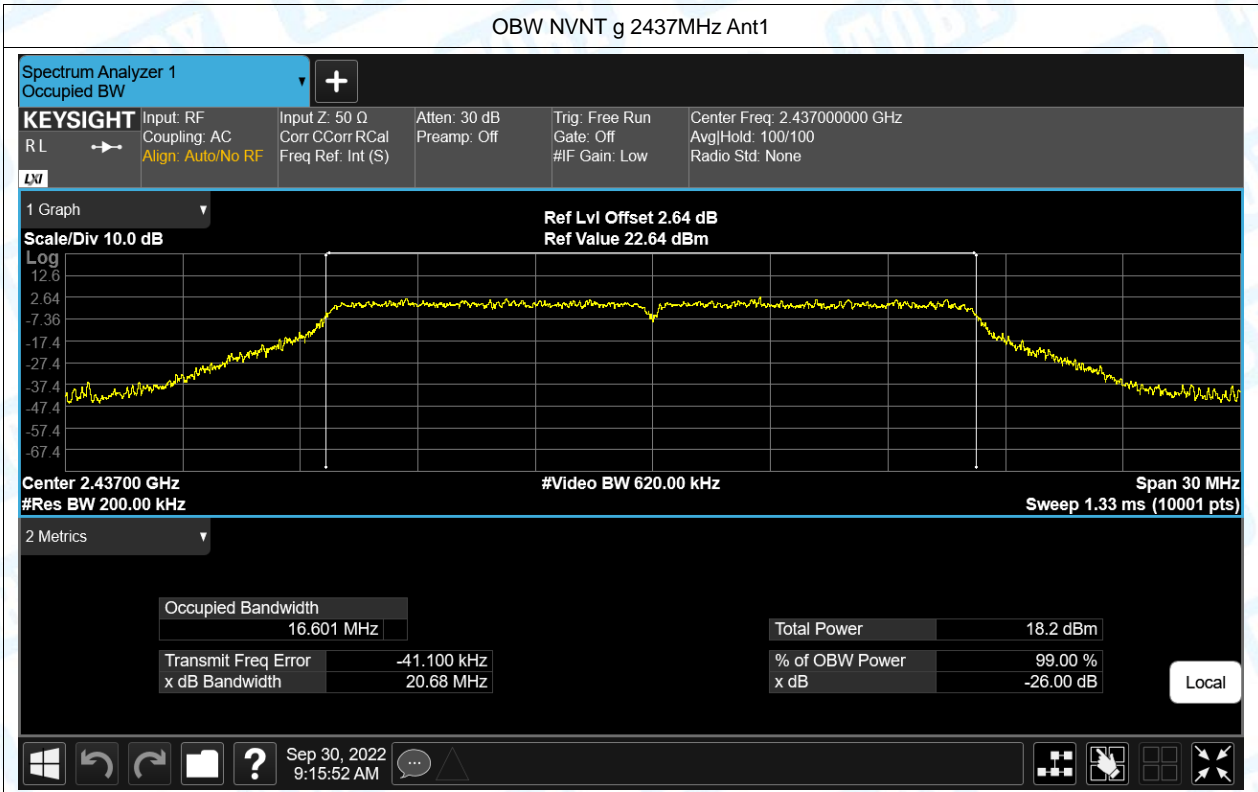 OBW NVNT g 2437MHz Ant1
Spectrum Analyzer 1
Occupied BW
KEYSIGHT
R L
LXI
Input: RF
Coupling: AC
Align: Auto/No RF
Input Z: 50 Ω
Corr CCorr RCal
Freq Ref: Int (S)
Atten: 30 dB
Preamp: Off
Trig: Free Run
Gate: Off
#IF Gain: Low
Center Freq: 2.437000000 GHz
Avg|Hold: 100/100
Radio Std: None
1 Graph
Scale/Div 10.0 dB
Ref Lvl Offset 2.64 dB
Ref Value 22.64 dBm
Log
12.6
2.64
-7.36
-17.4
-27.4
-37.4
-47.4
-57.4
-67.4
Center 2.43700 GHz
#Video BW 620.00 kHz
Span 30 MHz
#Res BW 200.00 kHz
Sweep 1.33 ms (10001 pts)
2 Metrics
Occupied Bandwidth
16.601 MHz
Total Power 18.2 dBm
Transmit Freq Error -41.100 kHz
% of OBW Power 99.00 %
x dB Bandwidth 20.68 MHz
x dB -26.00 dB
Local
?
Sep 30, 2022
9:15:52 AM